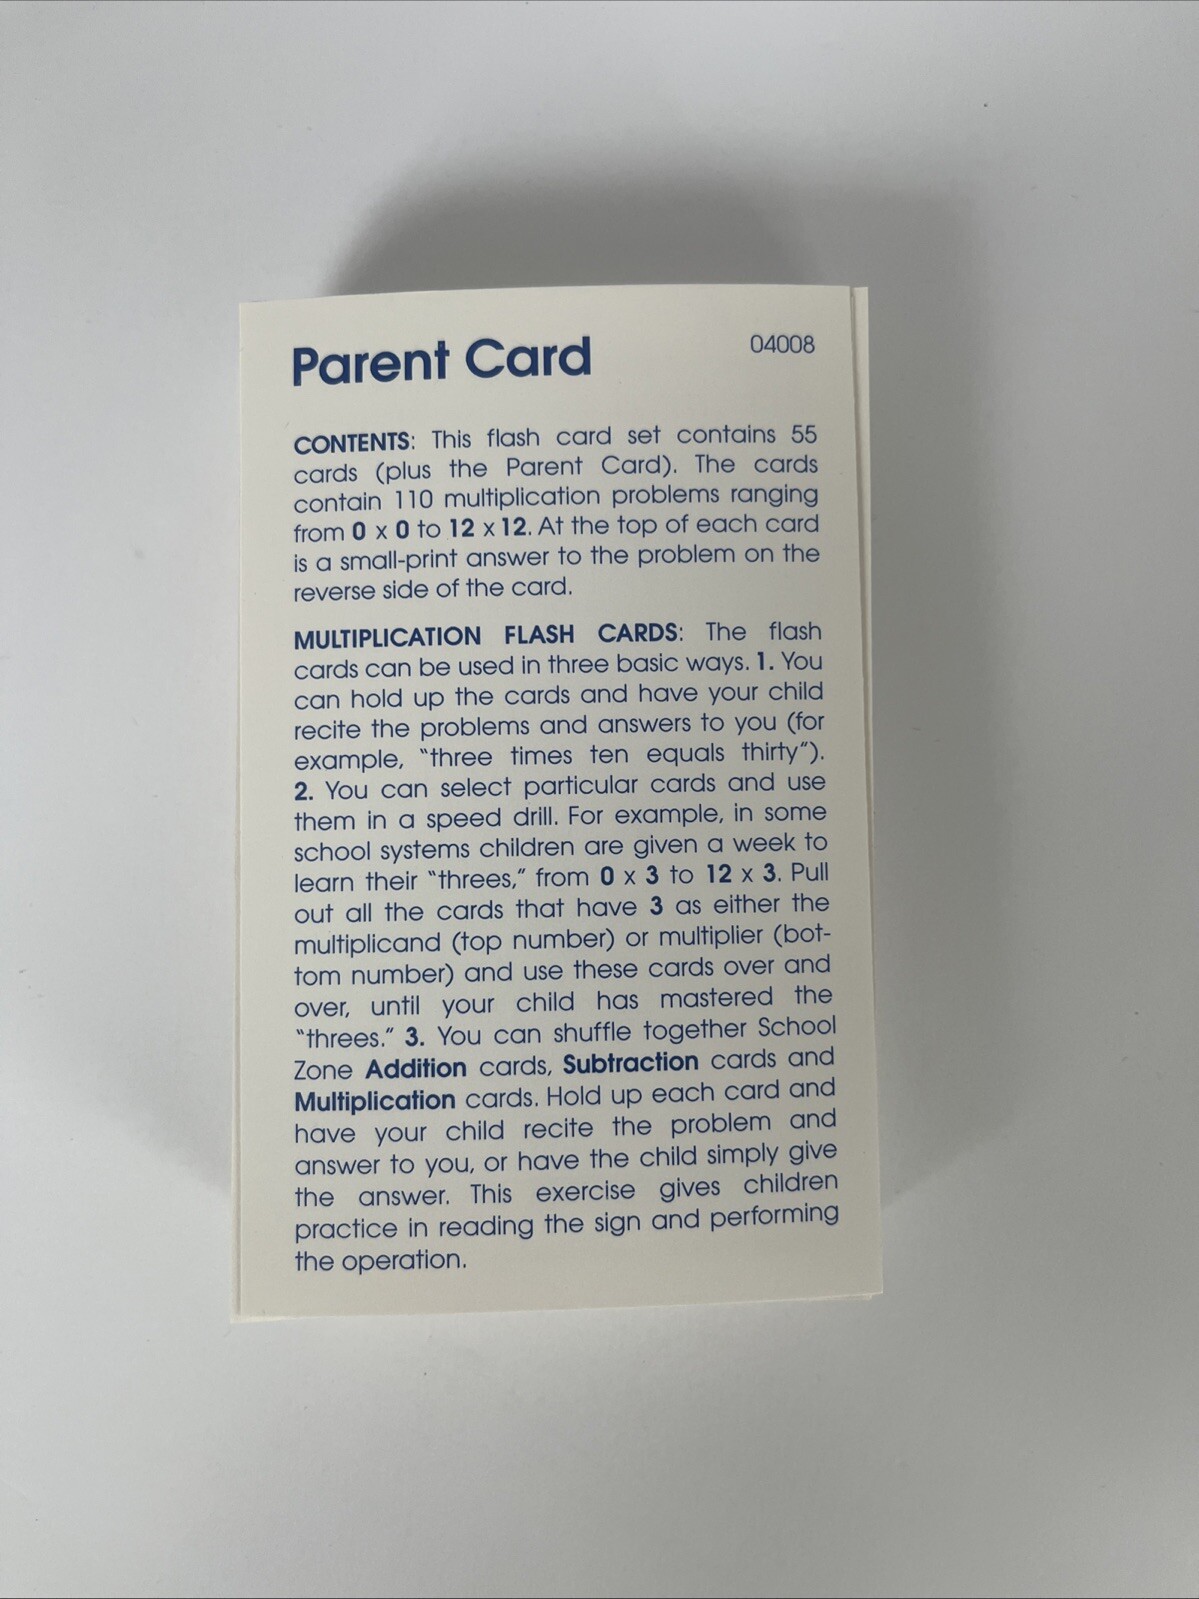 Parent Card
04008
CONTENTS: This flash card set contains 55
cards (plus the Parent Card). The cards
contain 110 multiplication problems ranging
from 0 x 0 to 12 x 12. At the top of each card
is a small-print answer to the problem on the
reverse side of the card.
MULTIPLICATION FLASH CARDS: The flash
cards can be used in three basic ways. 1. You
can hold up the cards and have your child
recite the problems and answers to you (for
example, "three times ten equals thirty").
2. You can select particular cards and use
them in a speed drill. For example, in some
school systems children are given a week to
learn their "threes," from 0 x 3 to 12 x 3. Pull
out all the cards that have 3 as either the
multiplicand (top number) or multiplier (bot-
tom number) and use these cards over and
over, until your child has mastered the
"threes." 3. You can shuffle together School
Zone Addition cards, Subtraction cards and
Multiplication cards. Hold up each card and
have your child recite the problem and
answer to you, or have the child simply give
the answer. This exercise gives children
practice in reading the sign and performing
the operation.